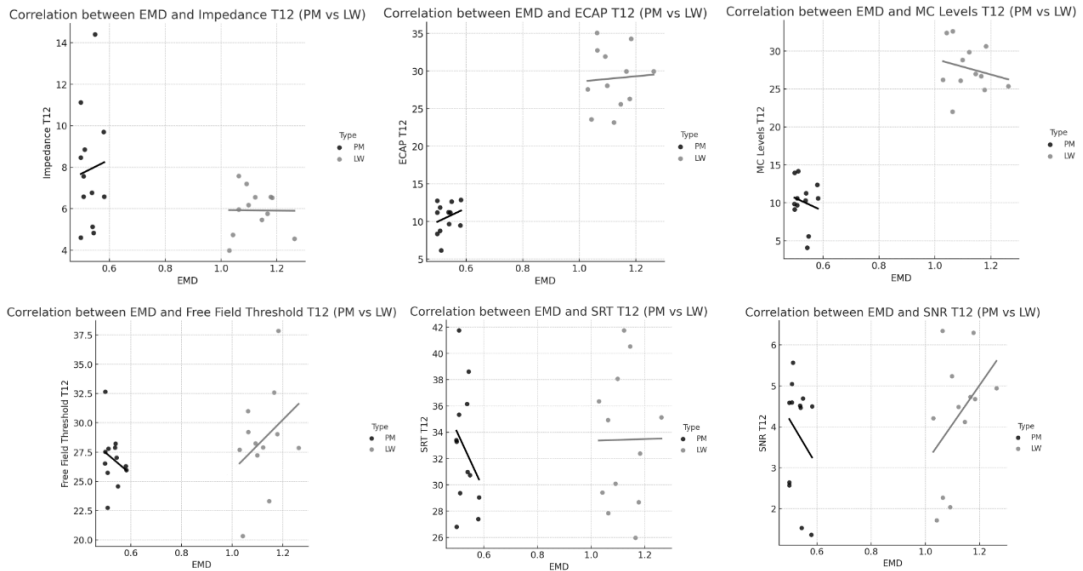 Correlation between EMD and Impedance T12 (PM vs LW)
Impedance T12
14
12
10
8
6
4
0.6
0.8
1.0
1.2
EMD
Type
PM
LW
Correlation between EMD and ECAP T12 (PM vs LW)
ECAP T12
35
30
25
20
15
10
5
0.6
0.8
1.0
1.2
EMD
Type
PM
LW
Correlation between EMD and MC Levels T12 (PM vs LW)
MC Levels T12
30
25
20
15
10
5
0.6
0.8
1.0
1.2
EMD
Type
PM
LW
Correlation between EMD and Free Field Threshold T12 (PM vs LW)
Free Field Threshold T12
37.5
35.0
32.5
30.0
27.5
25.0
22.5
20.0
0.6
0.8
1.0
1.2
EMD
Type
PM
LW
Correlation between EMD and SRT T12 (PM vs LW)
SRT T12
42
40
38
36
34
32
30
28
26
0.6
0.8
1.0
1.2
EMD
Type
PM
LW
Correlation between EMD and SNR T12 (PM vs LW)
SNR T12
6
5
4
3
2
0.6
0.8
1.0
1.2
EMD
Type
PM
LW